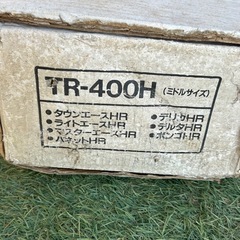 TR-400H (ミドルサイズ)
● タウンエースHR ● デリカHR
● ライトエースHR ● デルタHR
● マスターエースHR ● ボンゴHR
● バネットHR